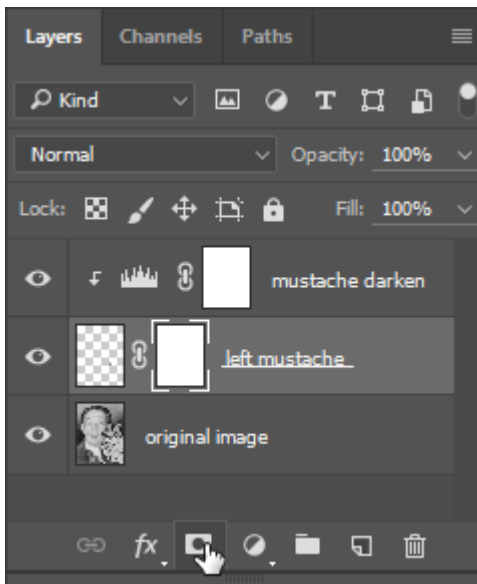 Layers Channels Paths
Kind T
Normal Opacity: 100%
Lock: Fill: 100%
mustache darken
left mustache
original image
fx